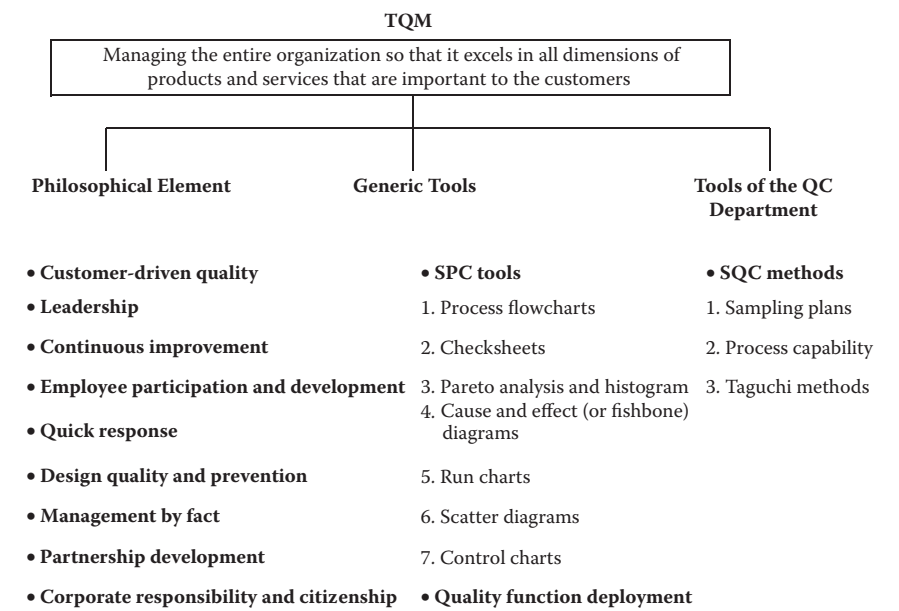 TQM
Managing the entire organization so that it excels in all dimensions of
products and services that are important to the customers
Philosophical Element
Generic Tools
Tools of the QC
Department
• Customer-driven quality
• Leadership
• Continuous improvement
• Employee participation and development
• Quick response
• Design quality and prevention
• Management by fact
• Partnership development
• Corporate responsibility and citizenship
• SPC tools
1. Process flowcharts
2. Checksheets
3. Pareto analysis and histogram
4. Cause and effect (or fishbone)
diagrams
5. Run charts
6. Scatter diagrams
7. Control charts
• Quality function deployment
• SQC methods
1. Sampling plans
2. Process capability
3. Taguchi methods